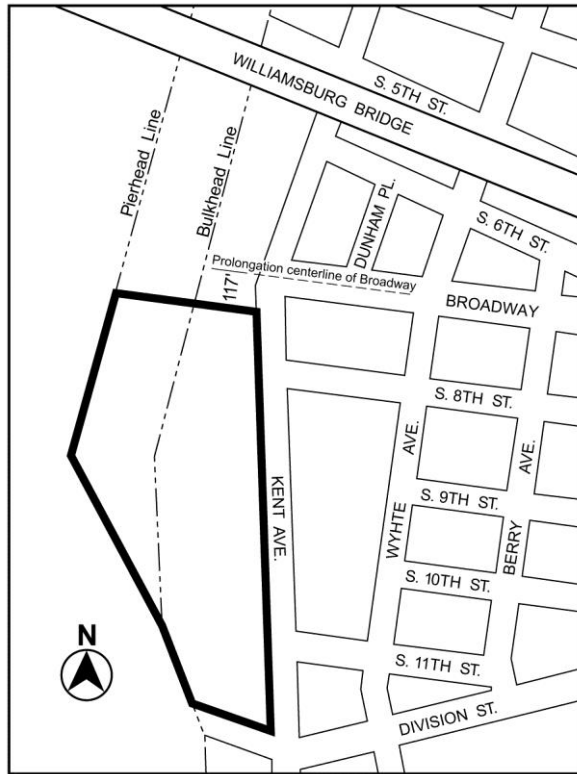 S. 5TH ST.
WILLIAMSBURG BRIDGE
Pierhead Line
Bulkhead Line
DUNHAM PL.
S. 6TH ST.
Prolongation centerline of Broadway
117'
BROADWAY
S. 8TH ST.
AVE.
AVE.
KENT AVE.
S. 9TH ST.
WYHTE
BERRY
S. 10TH ST.
N
S. 11TH ST.
DIVISION ST.